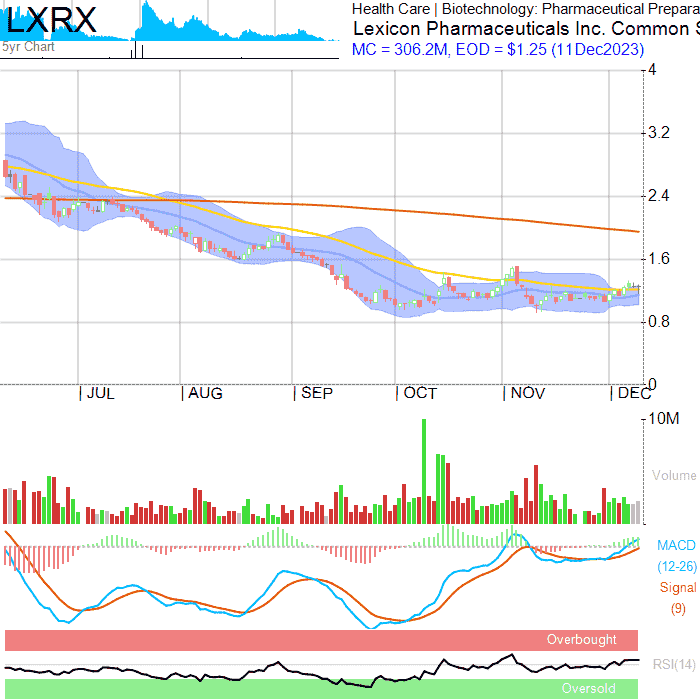 LXRX
5yr Chart
Health Care | Biotechnology: Pharmaceutical Prepara
Lexicon Pharmaceuticals Inc. Common S
MC = 306.2M, EOD = $1.25 (11Dec2023)
4
3.2
2.4
1.6
0.8
0
JUL AUG SEP OCT NOV DEC
10M
Volume
MACD
(12-26)
Signal
(9)
Overbought
RSI(14)
Oversold